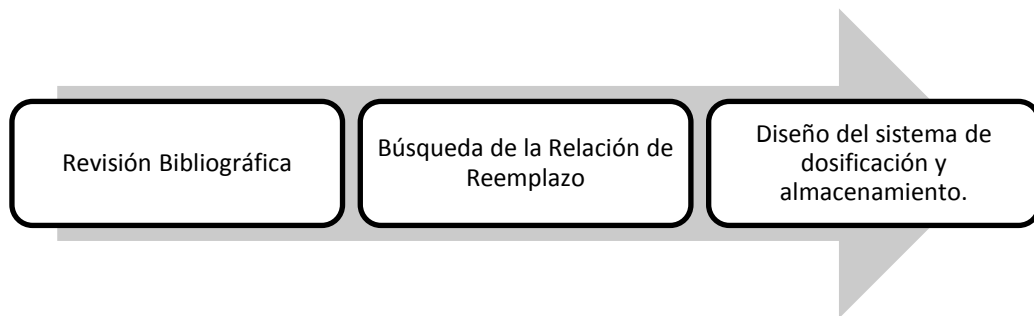 Revisión Bibliográfica
Búsqueda de la Relación de
Reemplazo
Diseño del sistema de
dosificación y
almacenamiento.